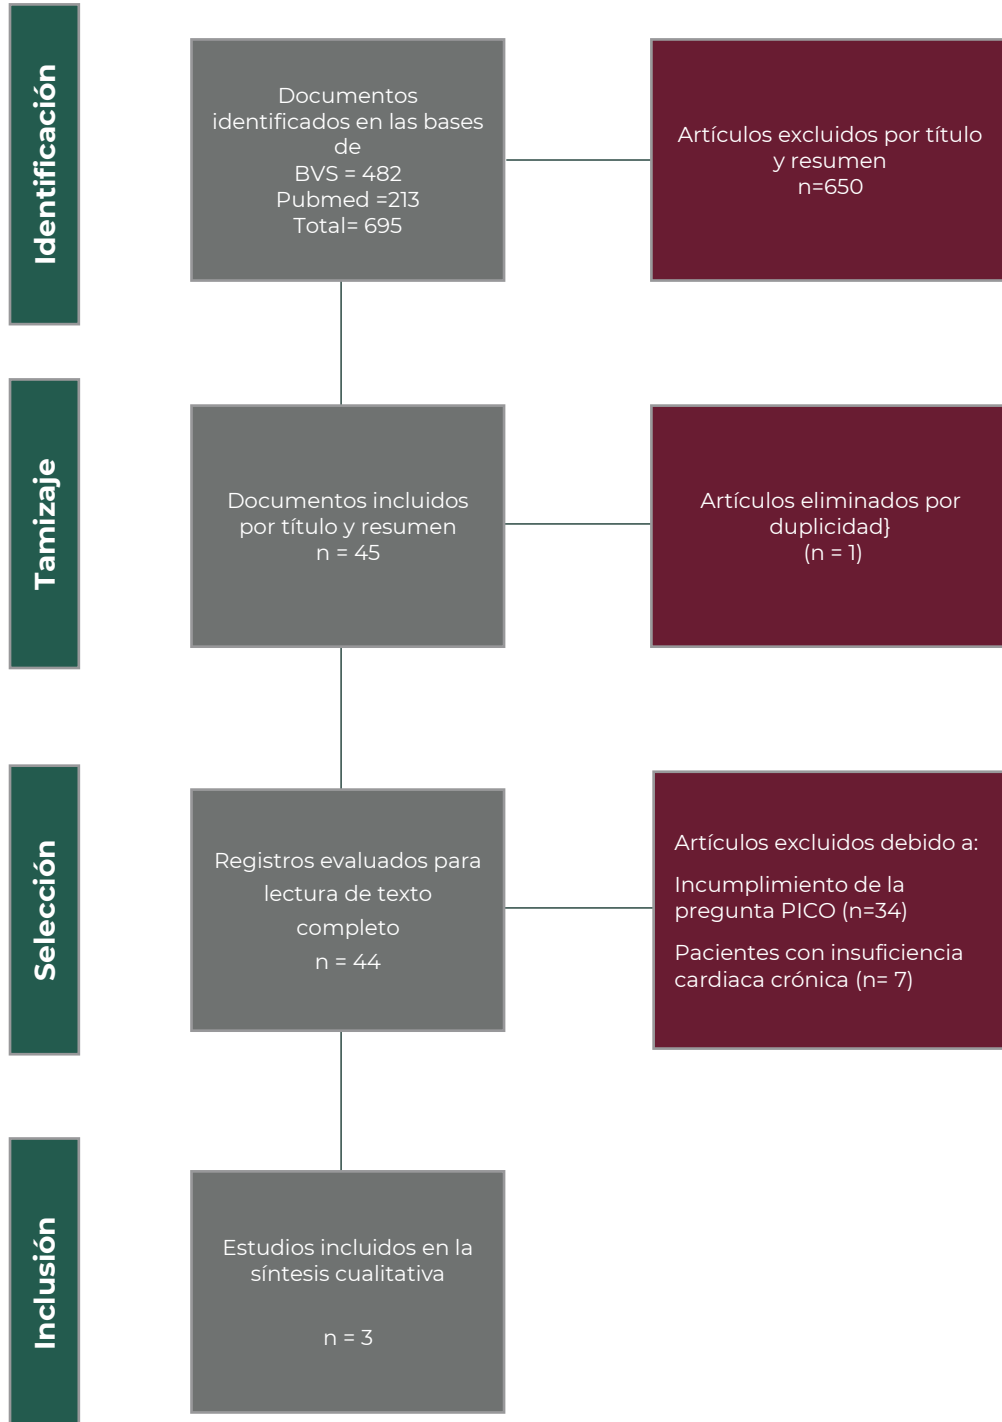 Identificación
Documentos
identificados en las bases
de
BVS = 482
Pubmed =213
Total= 695
Artículos excluidos por título
y resumen
n=650
Tamizaje
Documentos incluidos
por título y resumen
n = 45
Artículos eliminados por
duplicidad}
(n = 1)
Selección
Registros evaluados para
lectura de texto
completo
n = 44
Artículos excluidos debido a:
Incumplimiento de la
pregunta PICO (n=34)
Pacientes con insuficiencia
cardiaca crónica (n= 7)
Inclusión
Estudios incluidos en la
síntesis cualitativa
n = 3